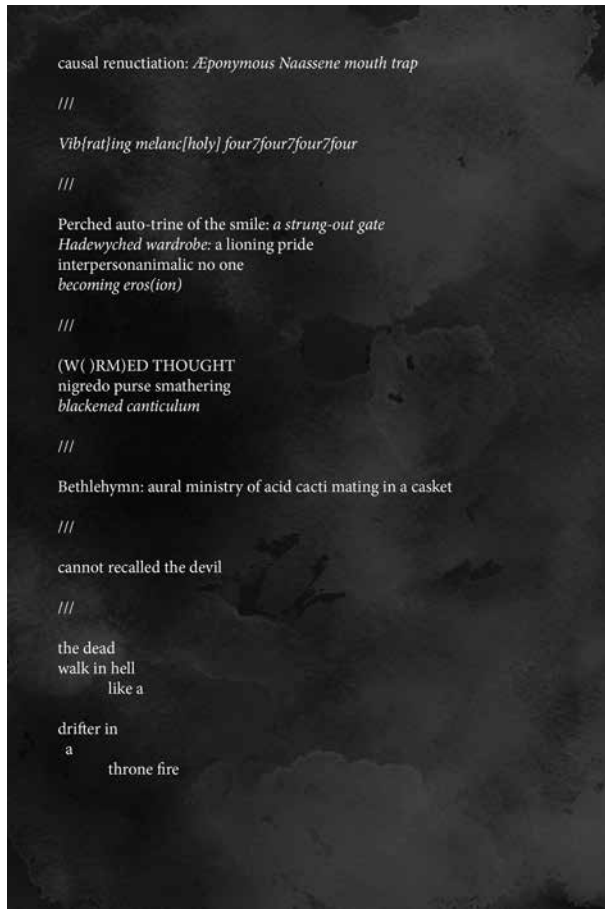 causal renuctiation: Æponymous Naassene mouth trap
///
Vib{rat}ing melanc[holy] four7four7four7four
///
Perched auto-trine of the smile: a strung-out gate
Hadewyched wardrobe: a lioning pride
interpersonanimalic no one
becoming eros(ion)
///
(W( )RM)ED THOUGHT
nigredo purse smathering
blackened canticulum
///
Bethlehymn: aural ministry of acid cacti mating in a casket
///
cannot recalled the devil
///
the dead
walk in hell
like a
drifter in
a
throne fire